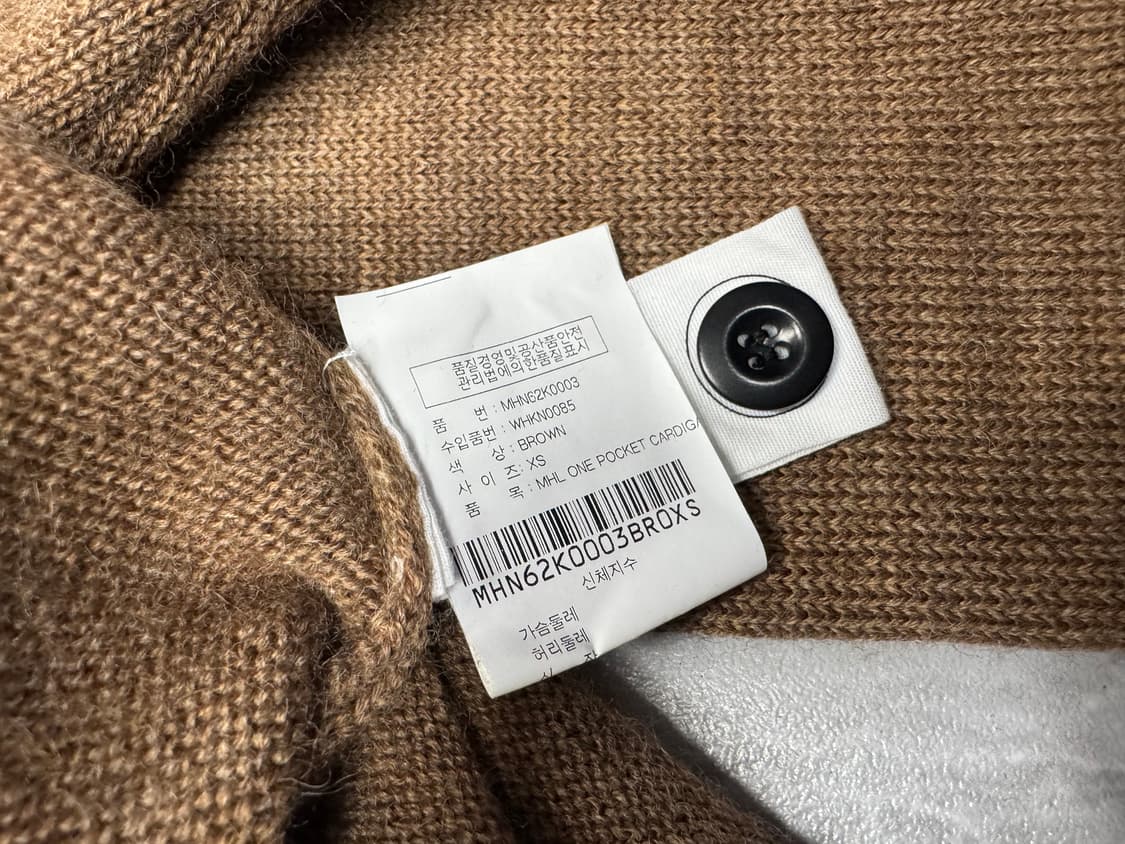 품질경영및공산품안전
관리법에의한품질표시
품 번 : MHN62K0003
수입품번 : WHKN0085
색 상 : BROWN
사 이 즈: XS
품 목 : MHL ONE POCKET CARDIGA
MHN62K0003BROXS
신체지수
가슴둘레
허리둘레